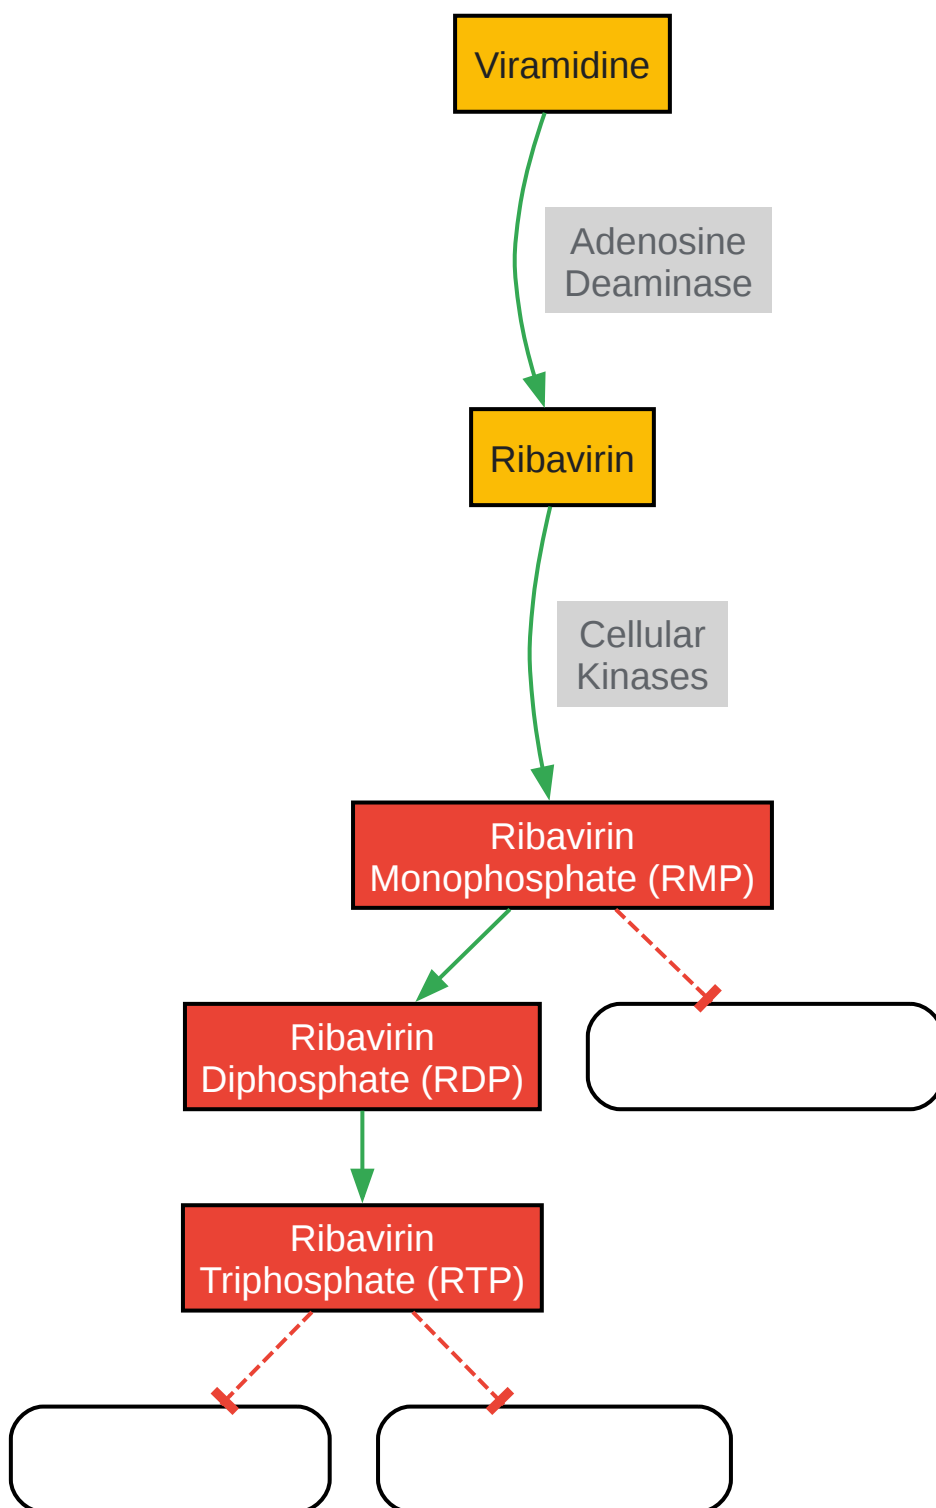 Viramidine
Adenosine
Deaminase
Ribavirin
Cellular
Kinases
Ribavirin
Monophosphate (RMP)
Ribavirin
Diphosphate (RDP)
Ribavirin
Triphosphate (RTP)